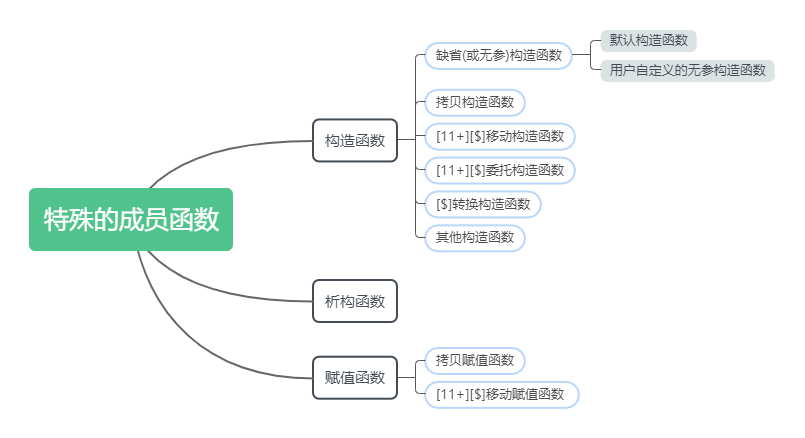 特殊的成员函数
构造函数
缺省(或无参)构造函数
默认构造函数
用户自定义的无参构造函数
拷贝构造函数
[11+][$]移动构造函数
[11+][$]委托构造函数
[$]转换构造函数
其他构造函数
析构函数
赋值函数
拷贝赋值函数
[11+][$]移动赋值函数